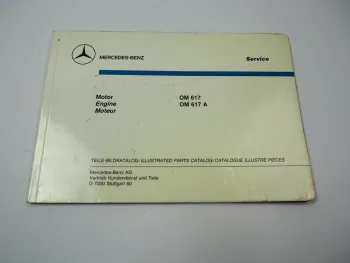 MERCEDES-BENZ Service
Motor OM 617
Engine OM 617 A
Moteur
TEILE-BILDKATALOG/ILLUSTRATED PARTS CATALOG/CATALOGUE ILLUSTRÉ PIÈCES
Mercedes-Benz AG
Vertrieb Kundendienst und Teile
D-7000 Stuttgart 60